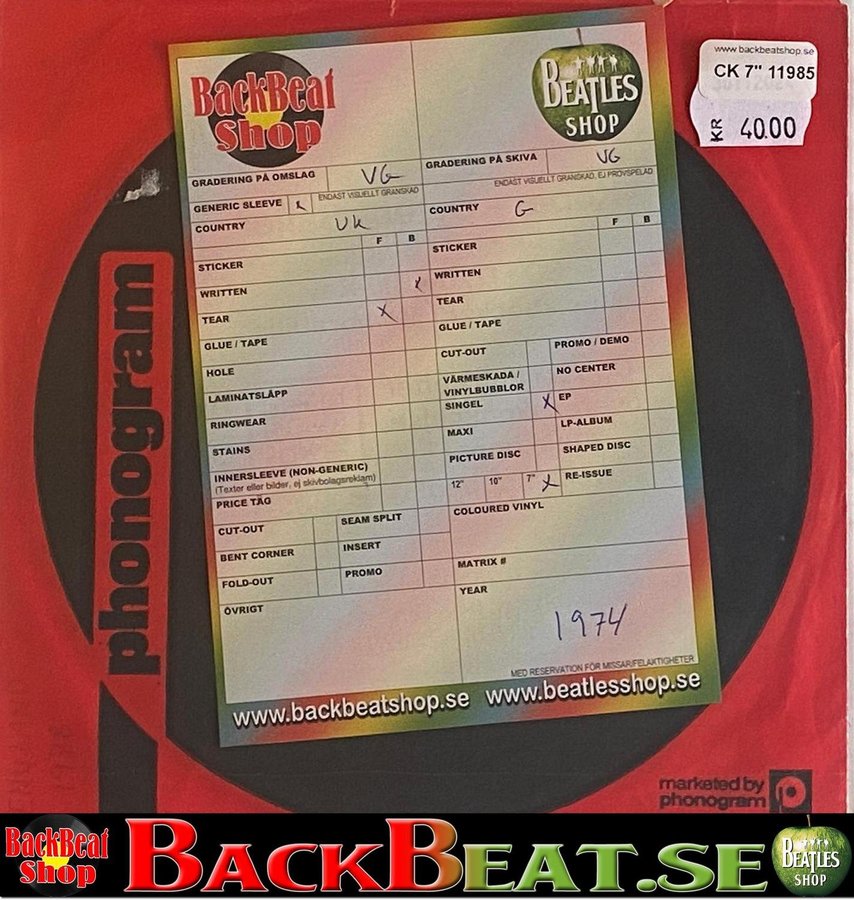 www.backbeatshop.se
CK 7" 11985
KR 40.00
BackBeat
Shop
BEATLES
SHOP
GRADERING PÅ OMSLAG VG
ENDAST VISUELLT GRANSKAD
GENERIC SLEEVE x
COUNTRY UK
F B
STICKER
WRITTEN x
TEAR X
GLUE / TAPE
HOLE
LAMINATSLÄPP
RINGWEAR
STAINS
INNERSLEEVE (NON-GENERIC)
(Texter eller bilder, ej skivbolagsreklam)
PRICE TAG
CUT-OUT SEAM SPLIT
BENT CORNER INSERT
FOLD-OUT PROMO
ÖVRIGT
GRADERING PÅ SKIVA VG
ENDAST VISUELLT GRANSKAD, EJ PROVSPELAD
COUNTRY G
F B
STICKER
WRITTEN
TEAR
GLUE / TAPE
CUT-OUT PROMO / DEMO
VÄRMESKADA /
VINYLBUBBLOR NO CENTER
SINGEL X EP
MAXI LP-ALBUM
PICTURE DISC SHAPED DISC
12" 10" 7" X RE-ISSUE
COLOURED VINYL
MATRIX #
YEAR
1974
MED RESERVATION FÖR MISSAR/FELAKTIGHETER
www.backbeatshop.se www.beatlesshop.se
phonogram
marketed by
phonogram
BackBeat
Shop
BACKBEAT.SE
BEATLES
SHOP